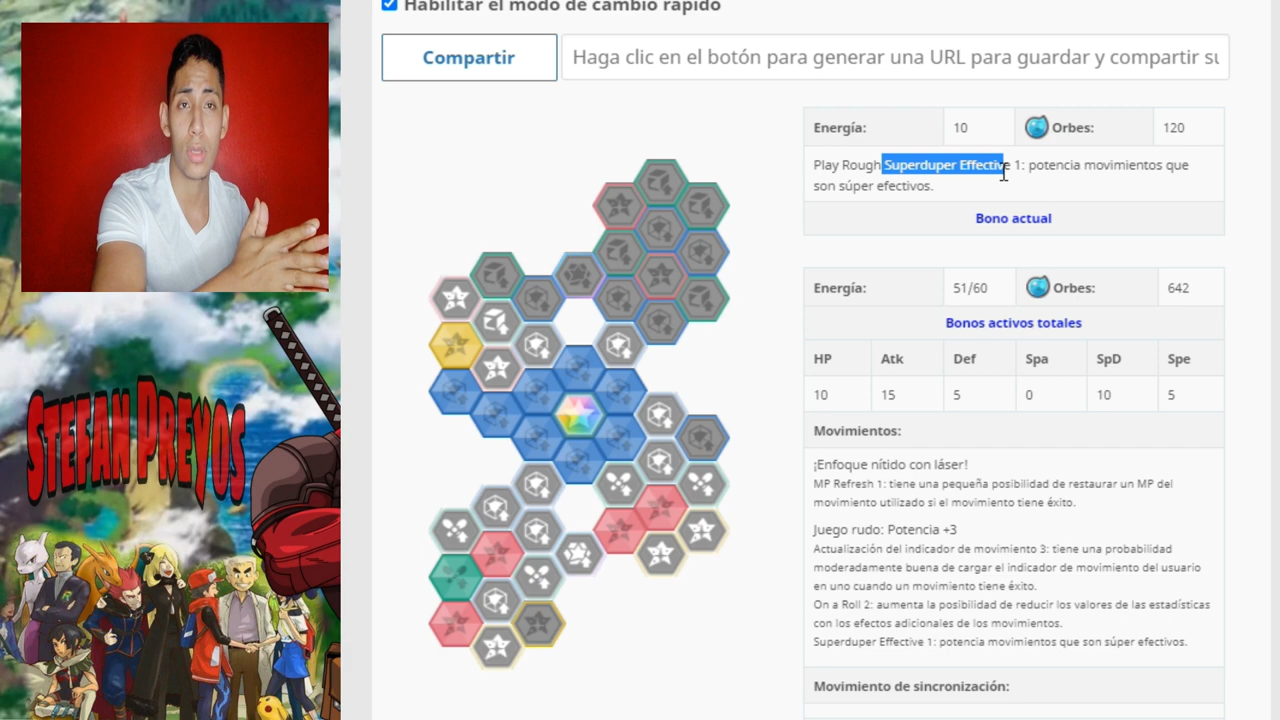 Habilitar el modo de cambio rápido
Compartir
Haga clic en el botón para generar una URL para guardar y compartir su
Energía: 10 Orbes: 120
Play Rough Superduper Effective 1: potencia movimientos que
son súper efectivos.
Bono actual
Energía: 51/60 Orbes: 642
Bonos activos totales
HP Atk Def Spa SpD Spe
10 15 5 0 10 5
Movimientos:
¡Enfoque nítido con láser!
MP Refresh 1: tiene una pequeña posibilidad de restaurar un MP del
movimiento utilizado si el movimiento tiene éxito.
Juego rudo: Potencia +3
Actualización del indicador de movimiento 3: tiene una probabilidad
moderadamente buena de cargar el indicador de movimiento del usuario
en uno cuando un movimiento tiene éxito.
On a Roll 2: aumenta la posibilidad de reducir los valores de las estadísticas
con los efectos adicionales de los movimientos.
Superduper Effective 1: potencia movimientos que son súper efectivos.
Movimiento de sincronización:
STEFAN PREYOS